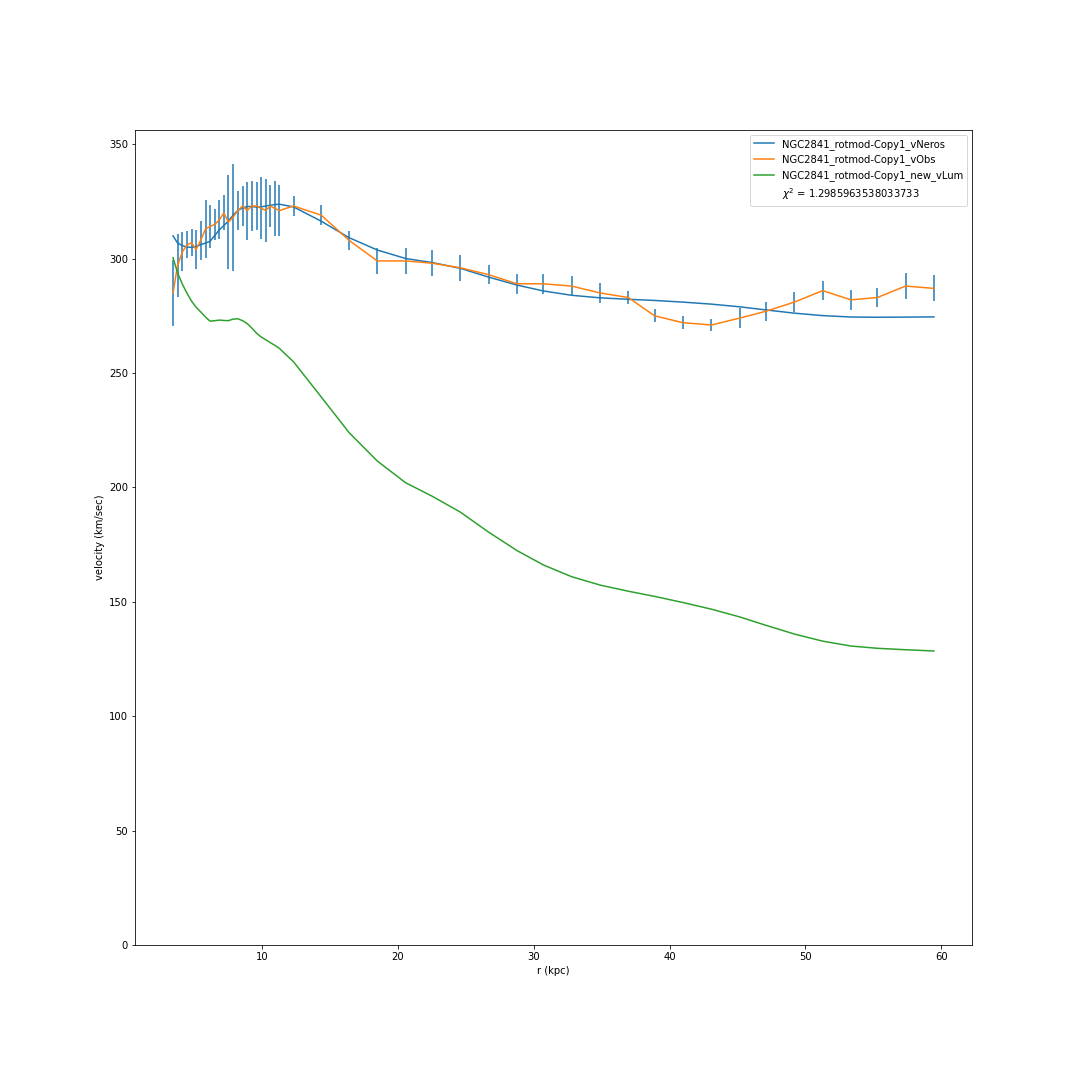 NGC2841_rotmod-Copy1_vNeros
NGC2841_rotmod-Copy1_vObs
NGC2841_rotmod-Copy1_new_vLum
χ² = 1.2985963538033733
350
300
250
200
150
100
50
0
velocity (km/sec)
10 20 30 40 50 60
r (kpc)